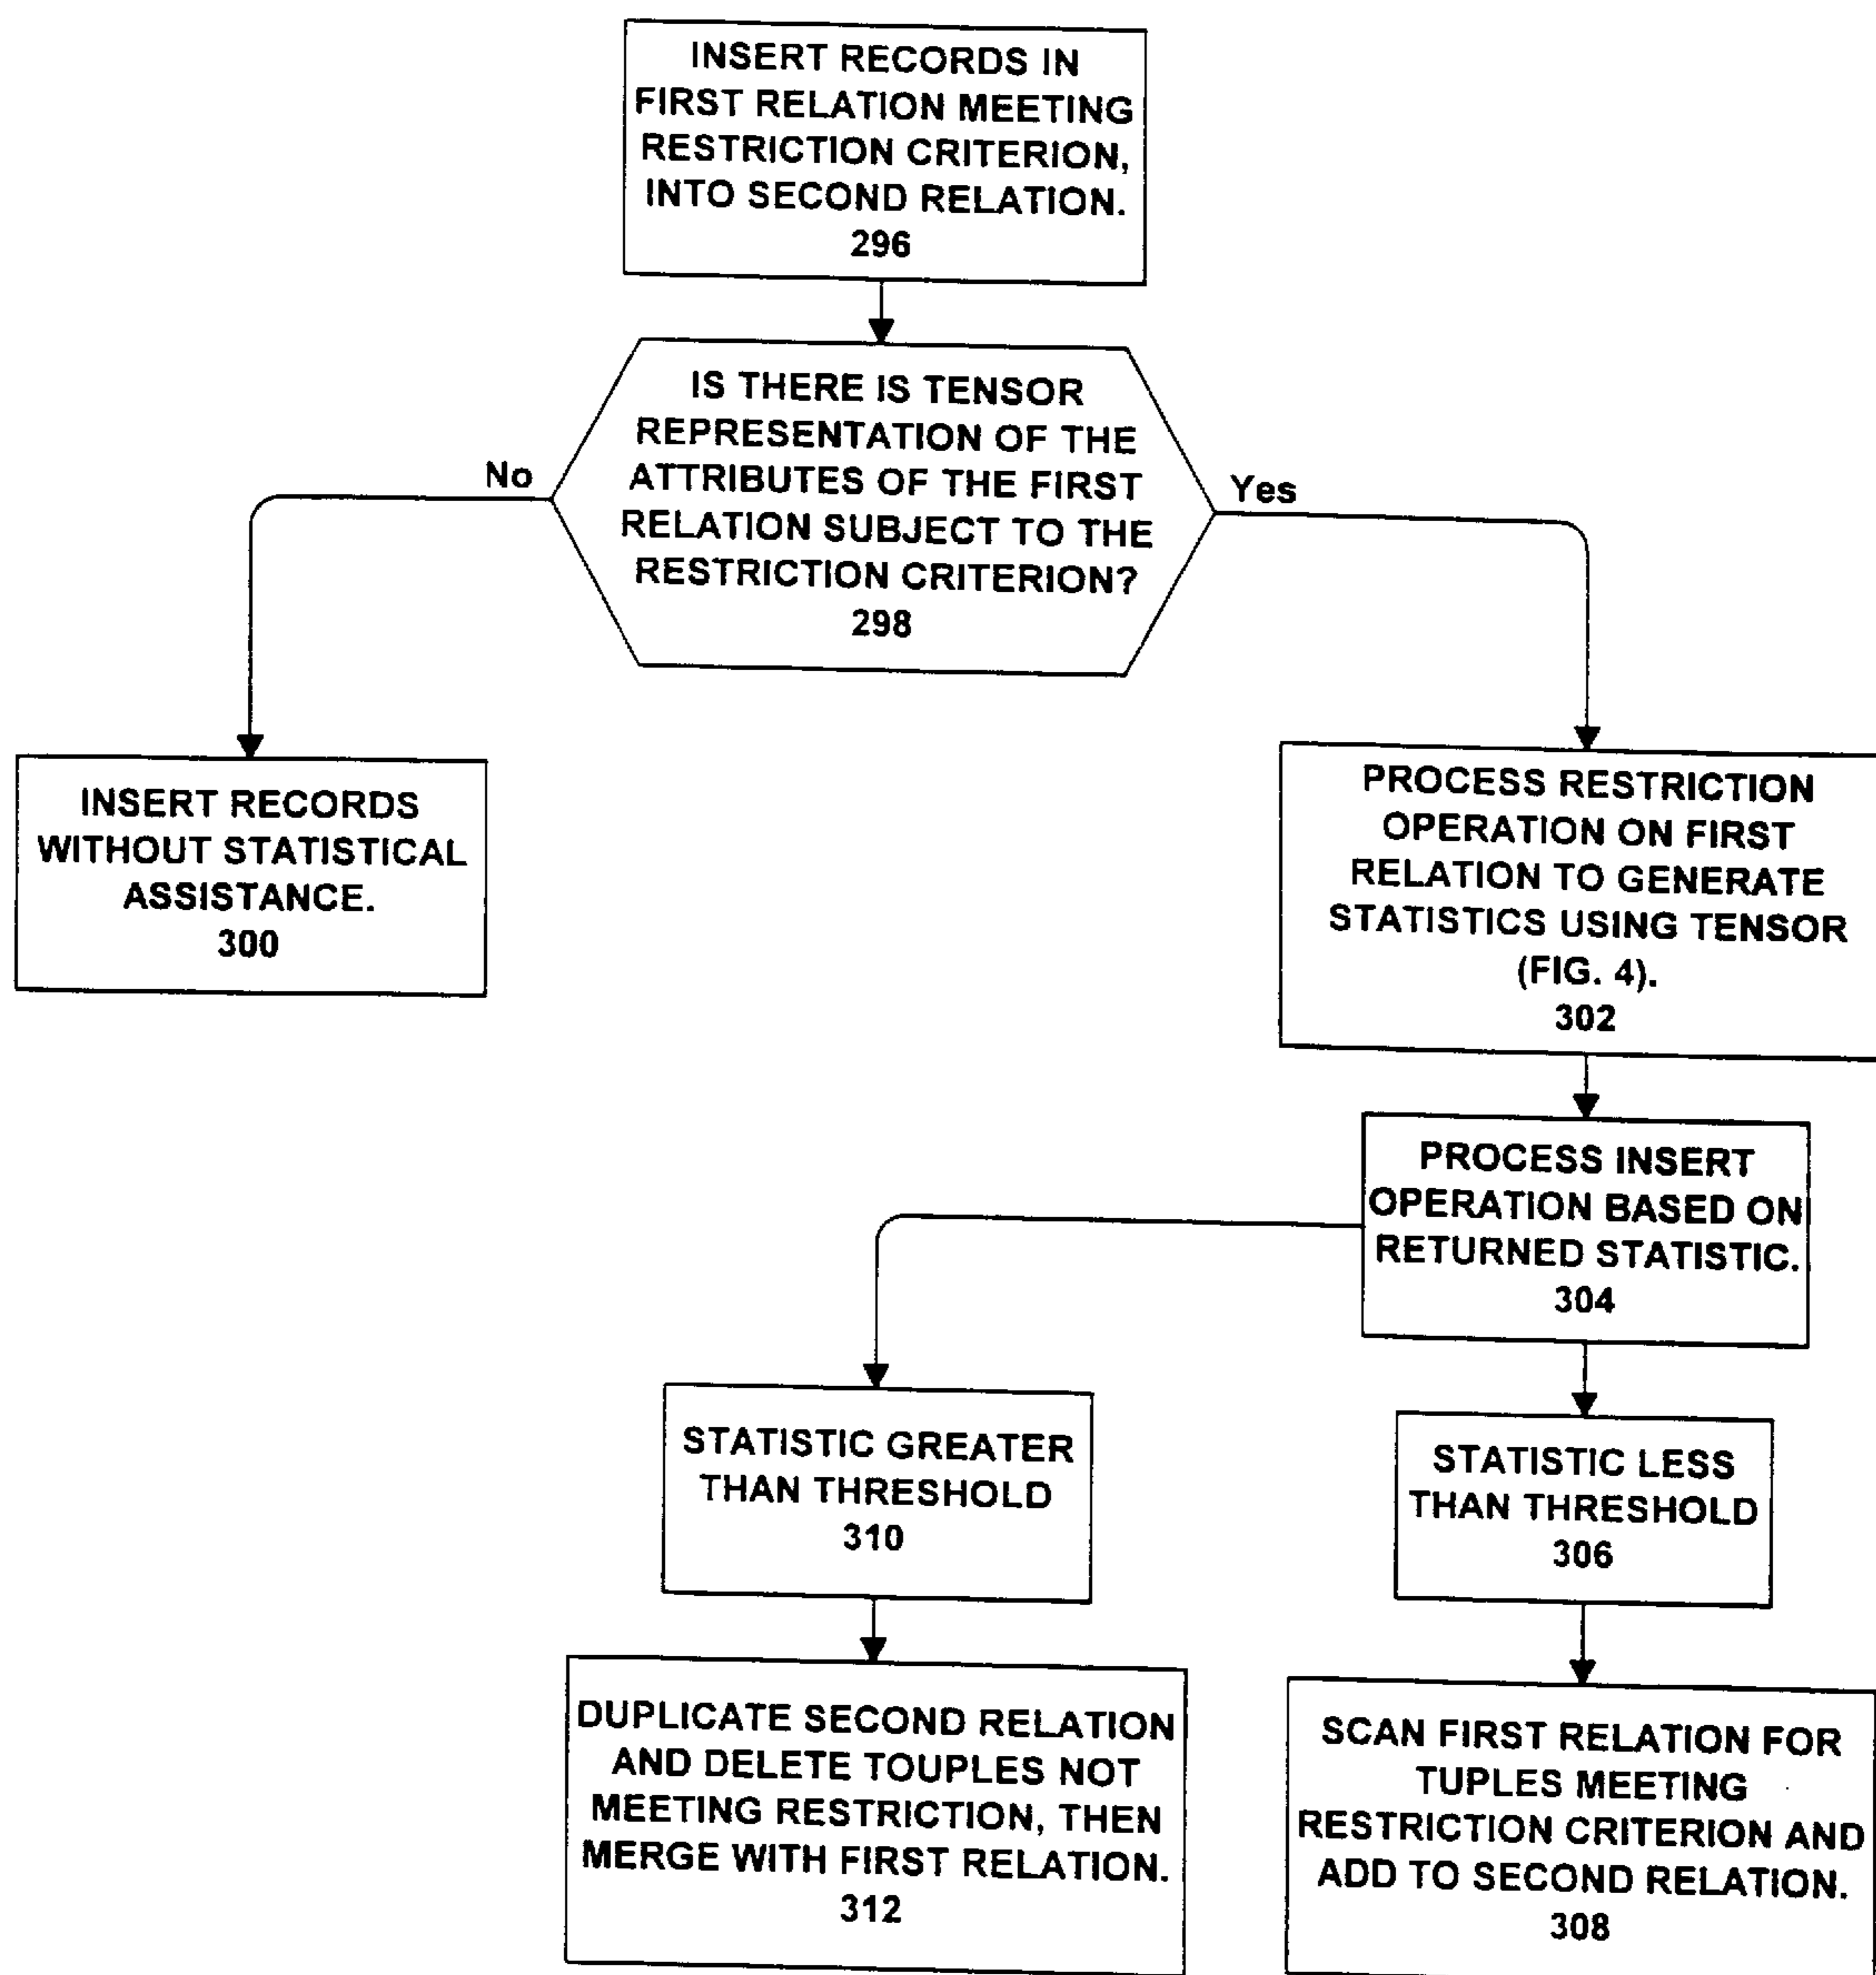 INSERT RECORDS IN
FIRST RELATION MEETING
RESTRICTION CRITERION,
INTO SECOND RELATION.
296
IS THERE IS TENSOR
REPRESENTATION OF THE
ATTRIBUTES OF THE FIRST
RELATION SUBJECT TO THE
RESTRICTION CRITERION?
298
No
Yes
INSERT RECORDS
WITHOUT STATISTICAL
ASSISTANCE.
300
PROCESS RESTRICTION
OPERATION ON FIRST
RELATION TO GENERATE
STATISTICS USING TENSOR
(FIG. 4).
302
PROCESS INSERT
OPERATION BASED ON
RETURNED STATISTIC.
304
STATISTIC GREATER
THAN THRESHOLD
310
STATISTIC LESS
THAN THRESHOLD
306
DUPLICATE SECOND RELATION
AND DELETE TOUPLES NOT
MEETING RESTRICTION, THEN
MERGE WITH FIRST RELATION.
312
SCAN FIRST RELATION FOR
TUPLES MEETING
RESTRICTION CRITERION AND
ADD TO SECOND RELATION.
308